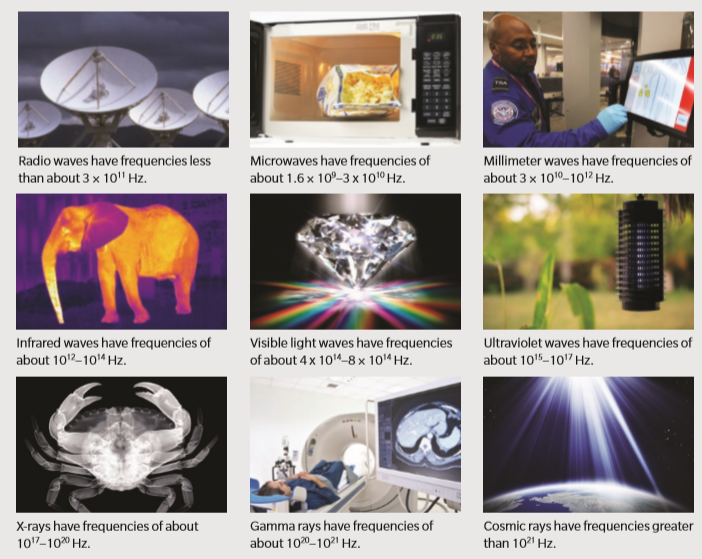 Radio waves have frequencies less
than about 3 × 10¹¹ Hz.
Microwaves have frequencies of
about 1.6 x 10⁹–3 x 10¹⁰ Hz.
Millimeter waves have frequencies of
about 3 × 10¹⁰–10¹² Hz.
Infrared waves have frequencies of
about 10¹²–10¹⁴ Hz.
Visible light waves have frequencies
of about 4 x 10¹⁴–8 × 10¹⁴ Hz.
Ultraviolet waves have frequencies of
about 10¹⁵–10¹⁷ Hz.
X-rays have frequencies of about
10¹⁷–10²⁰ Hz.
Gamma rays have frequencies of
about 10²⁰–10²¹ Hz.
Cosmic rays have frequencies greater
than 10²¹ Hz.